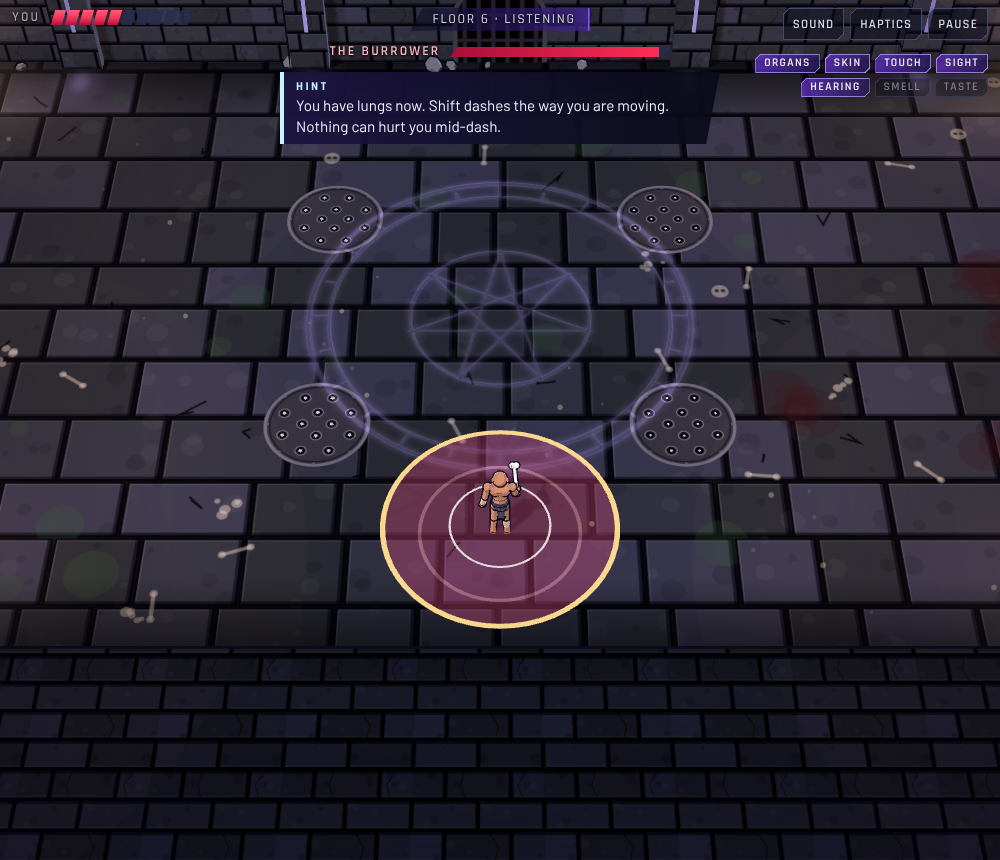 YOU
FLOOR 6 · LISTENING
SOUND HAPTICS PAUSE
THE BURROWER
ORGANS SKIN TOUCH SIGHT
HEARING SMELL TASTE
HINT
You have lungs now. Shift dashes the way you are moving.
Nothing can hurt you mid-dash.